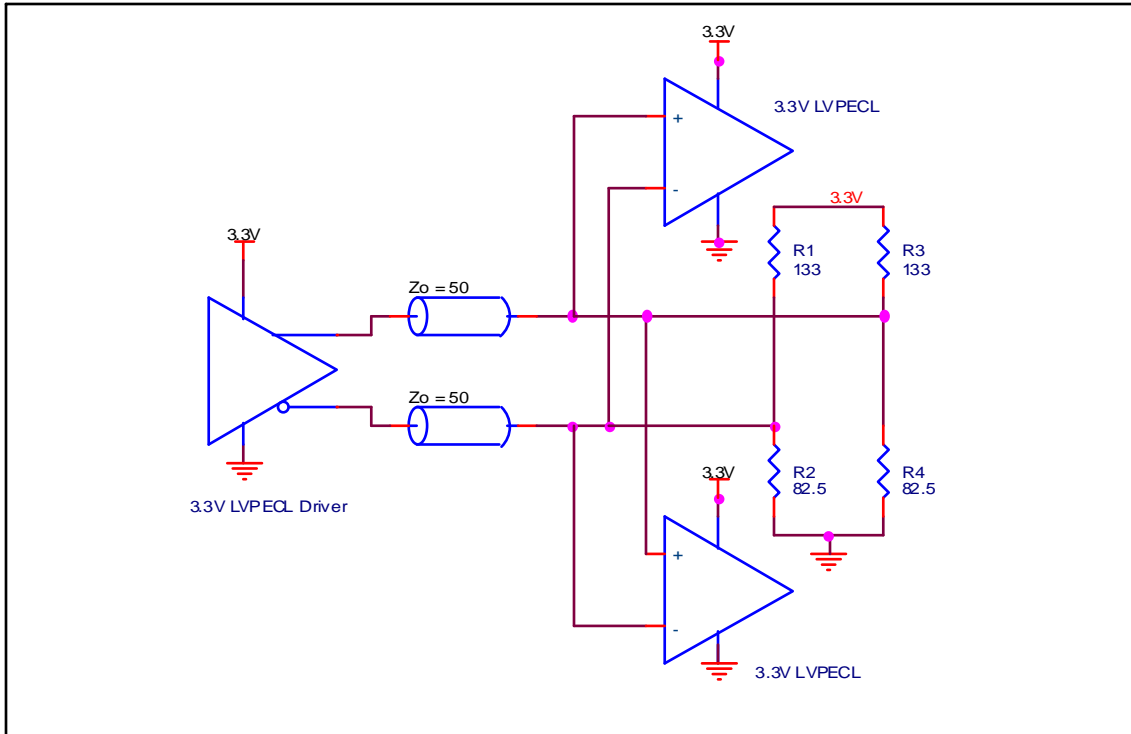 3.3V
3.3V LVPECL
+
-
3.3V
R1
133
R3
133
3.3V
Zo = 50
Zo = 50
3.3V
R2
82.5
R4
82.5
3.3V LVPECL Driver
+
-
3.3V LVPECL